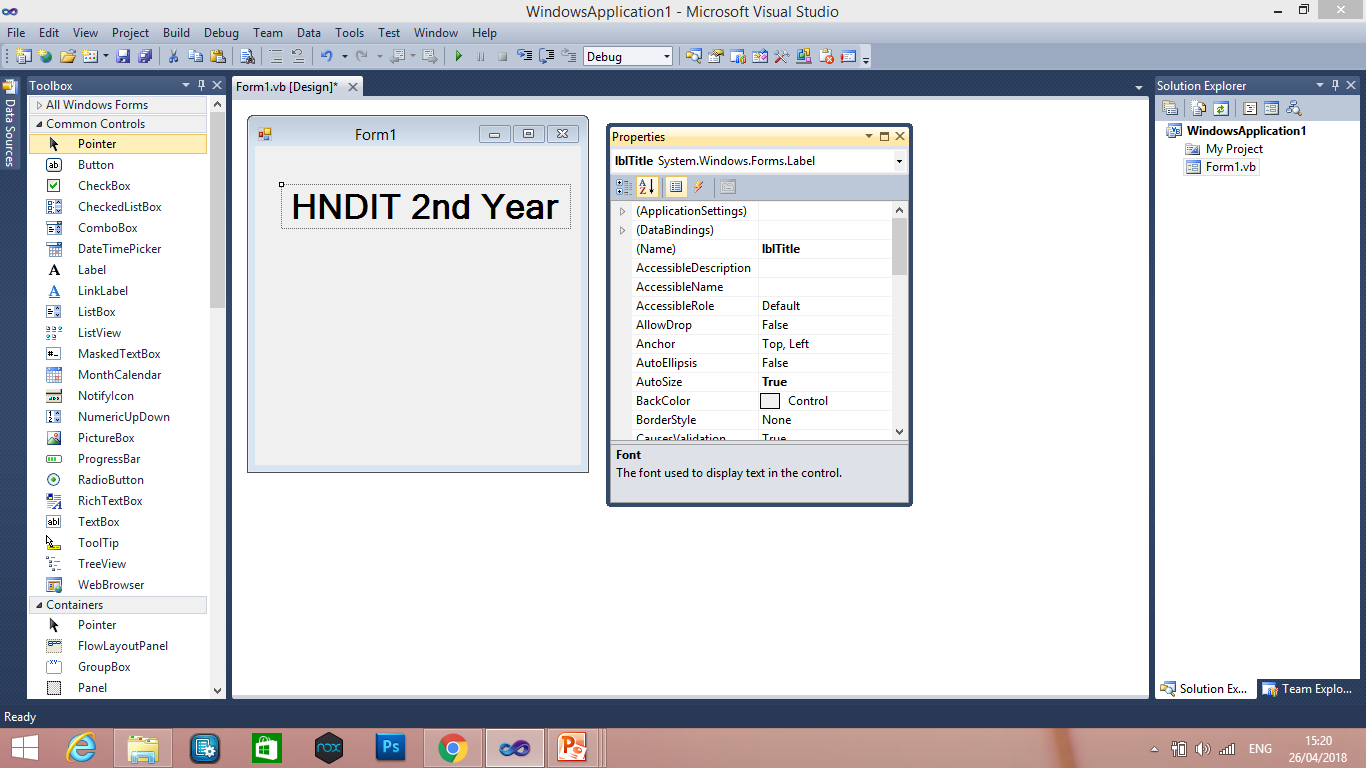 WindowsApplication1 - Microsoft Visual Studio
File Edit View Project Build Debug Team Data Tools Test Window Help
Debug
Data Sources
Toolbox
All Windows Forms
Common Controls
Pointer
Button
CheckBox
CheckedListBox
ComboBox
DateTimePicker
A Label
A LinkLabel
ListBox
ListView
MaskedTextBox
MonthCalendar
NotifyIcon
NumericUpDown
PictureBox
ProgressBar
RadioButton
RichTextBox
TextBox
ToolTip
TreeView
WebBrowser
Containers
Pointer
FlowLayoutPanel
GroupBox
Panel
Form1.vb [Design]*
Form1
HNDIT 2nd Year
Properties
lblTitle System.Windows.Forms.Label
(ApplicationSettings)
(DataBindings)
(Name) lblTitle
AccessibleDescription
AccessibleName
AccessibleRole Default
AllowDrop False
Anchor Top, Left
AutoEllipsis False
AutoSize True
BackColor Control
BorderStyle None
CausesValidation True
Font
The font used to display text in the control.
Solution Explorer
WindowsApplication1
My Project
Form1.vb
Solution Ex... Team Explo...
Ready
nox
Ps
ENG
15:20
26/04/2018